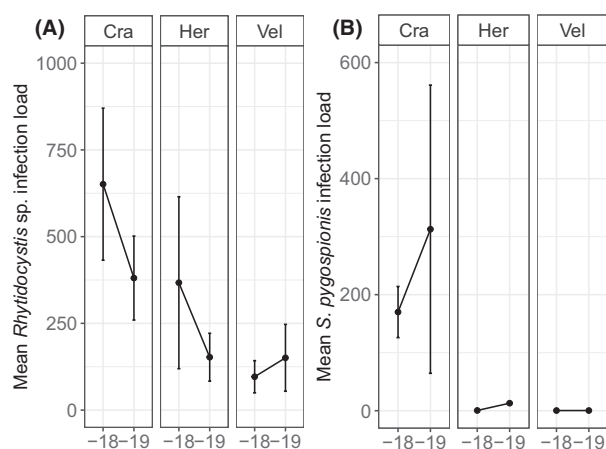 (A)
Cra Her Vel
Mean Rhytidocystis sp. infection load
1000
750
500
250
0
−18−19 −18−19 −18−19
(B)
Cra Her Vel
Mean S. pygospionis infection load
600
400
200
0
−18−19 −18−19 −18−19